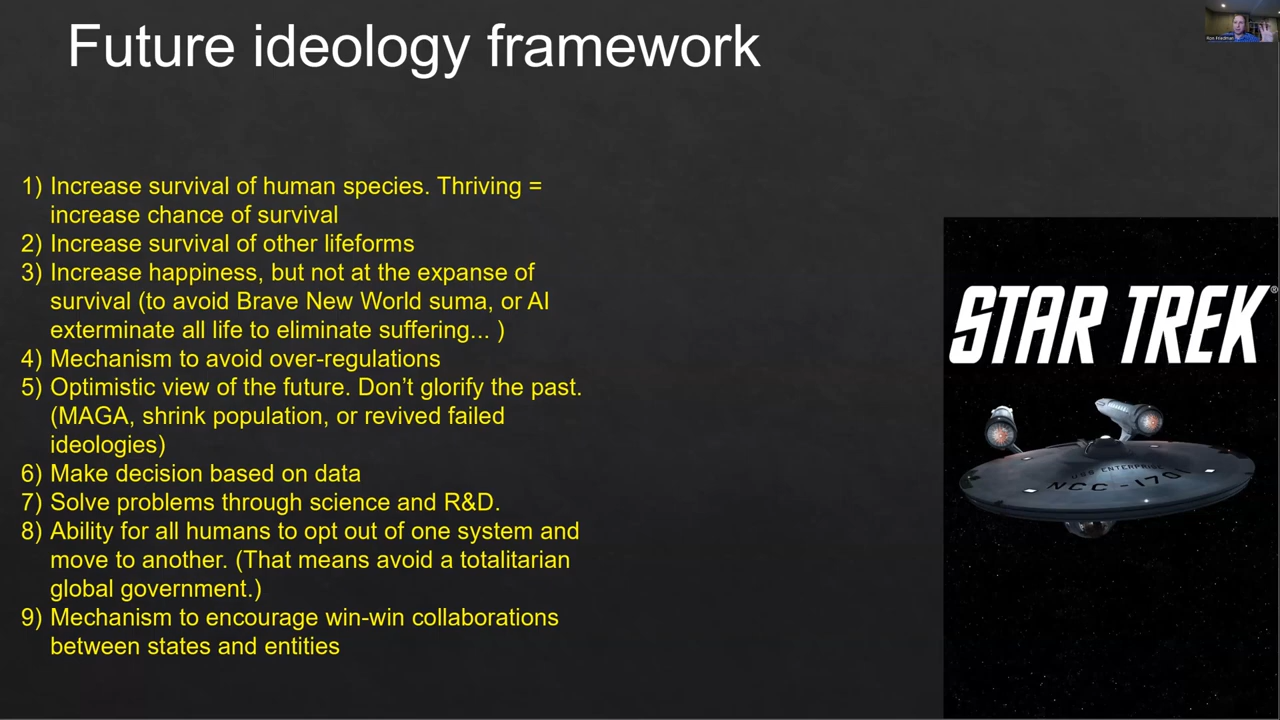 Future ideology framework
Ron Friedman
1) Increase survival of human species. Thriving =
increase chance of survival
2) Increase survival of other lifeforms
3) Increase happiness, but not at the expanse of
survival (to avoid Brave New World suma, or AI
exterminate all life to eliminate suffering... )
4) Mechanism to avoid over-regulations
5) Optimistic view of the future. Don’t glorify the past.
(MAGA, shrink population, or revived failed
ideologies)
6) Make decision based on data
7) Solve problems through science and R&D.
8) Ability for all humans to opt out of one system and
move to another. (That means avoid a totalitarian
global government.)
9) Mechanism to encourage win-win collaborations
between states and entities
STAR TREK®
U.S.S. ENTERPRISE
NCC-1701